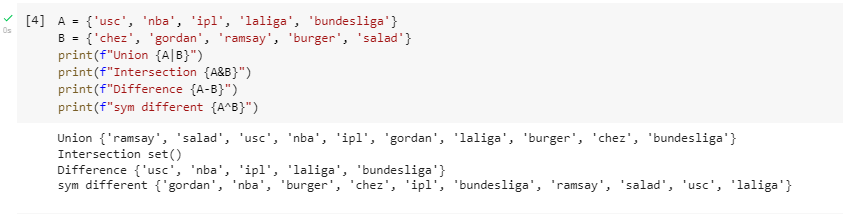 [4] A = {'usc', 'nba', 'ipl', 'laliga', 'bundesliga'}
B = {'chez', 'gordan', 'ramsay', 'burger', 'salad'}
print(f"Union {A|B}")
print(f"Intersection {A&B}")
print(f"Difference {A-B}")
print(f"sym different {A^B}")
0s
Union {'ramsay', 'salad', 'usc', 'nba', 'ipl', 'gordan', 'laliga', 'burger', 'chez', 'bundesliga'}
Intersection set()
Difference {'usc', 'nba', 'ipl', 'laliga', 'bundesliga'}
sym different {'gordan', 'nba', 'burger', 'chez', 'ipl', 'bundesliga', 'ramsay', 'salad', 'usc', 'laliga'}